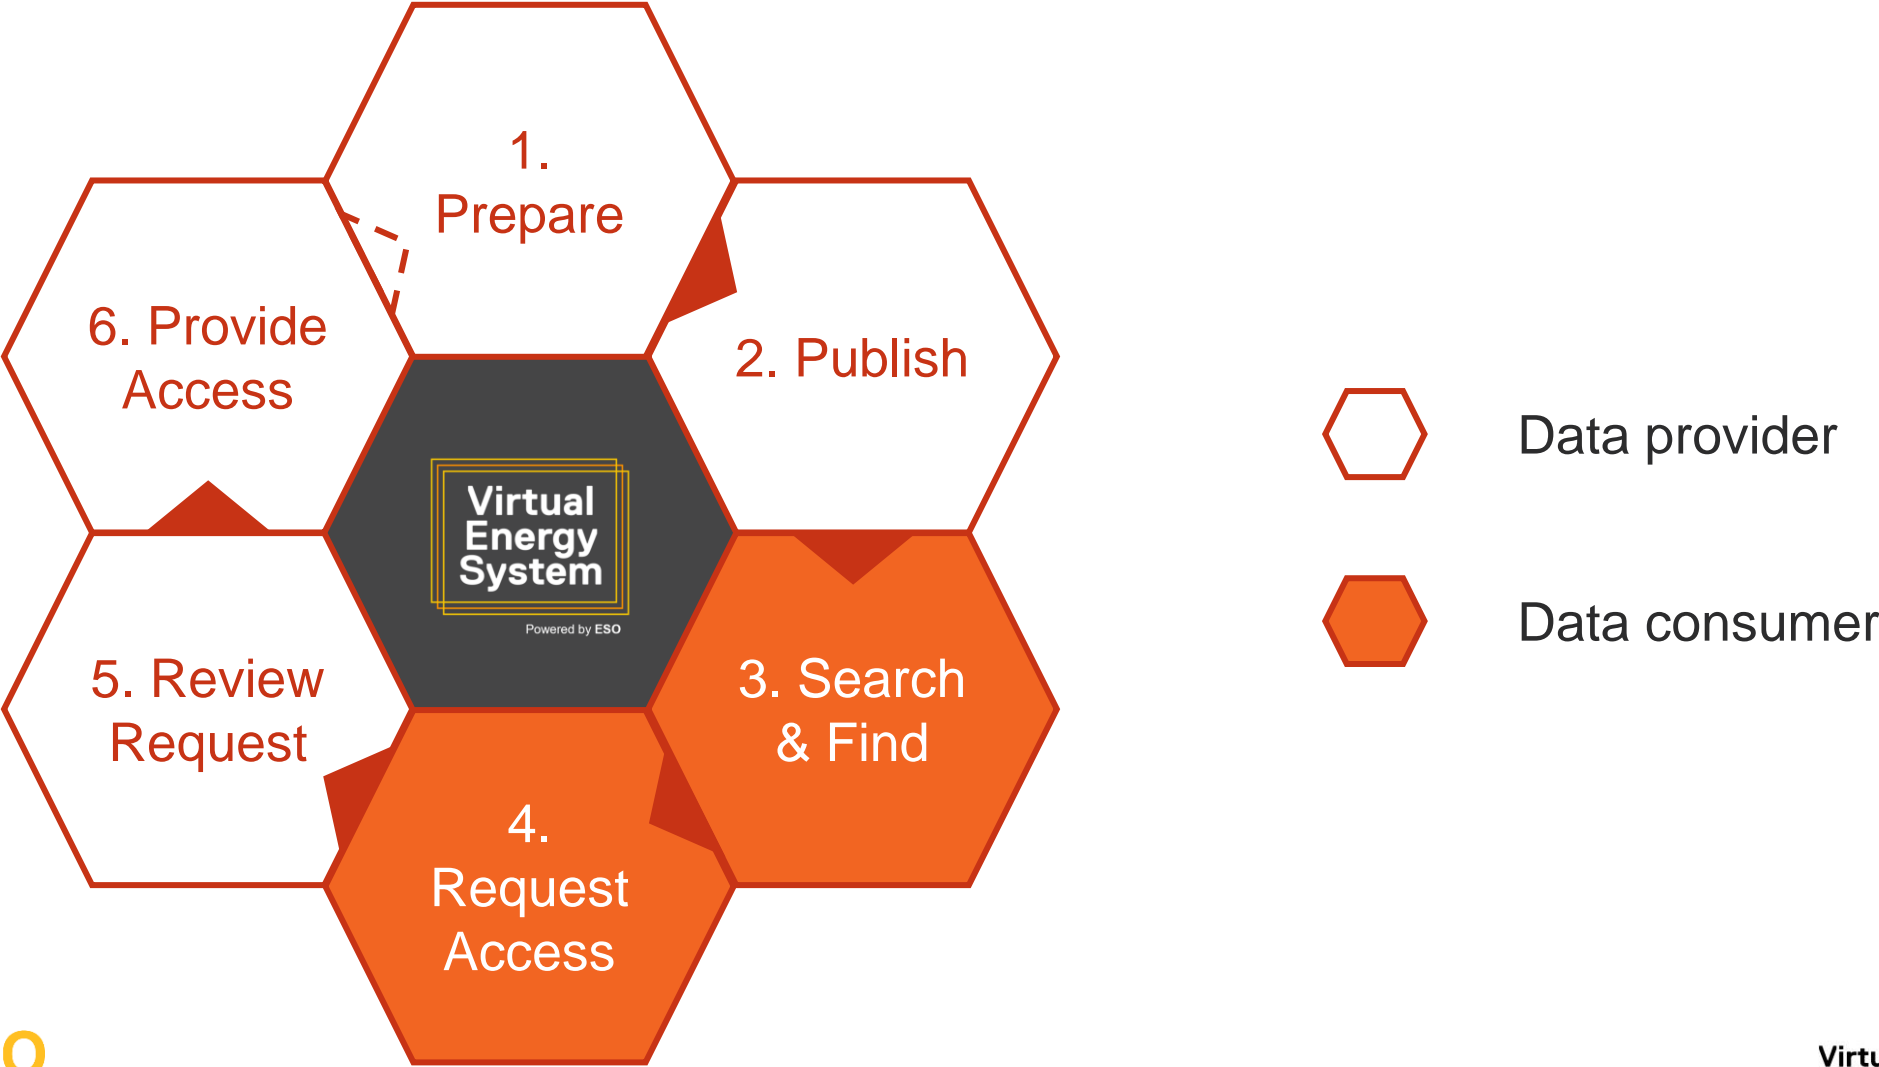 1.
Prepare
2. Publish
3. Search
& Find
4.
Request
Access
5. Review
Request
6. Provide
Access
Virtual
Energy
System
Powered by ESO
Data provider
Data consumer